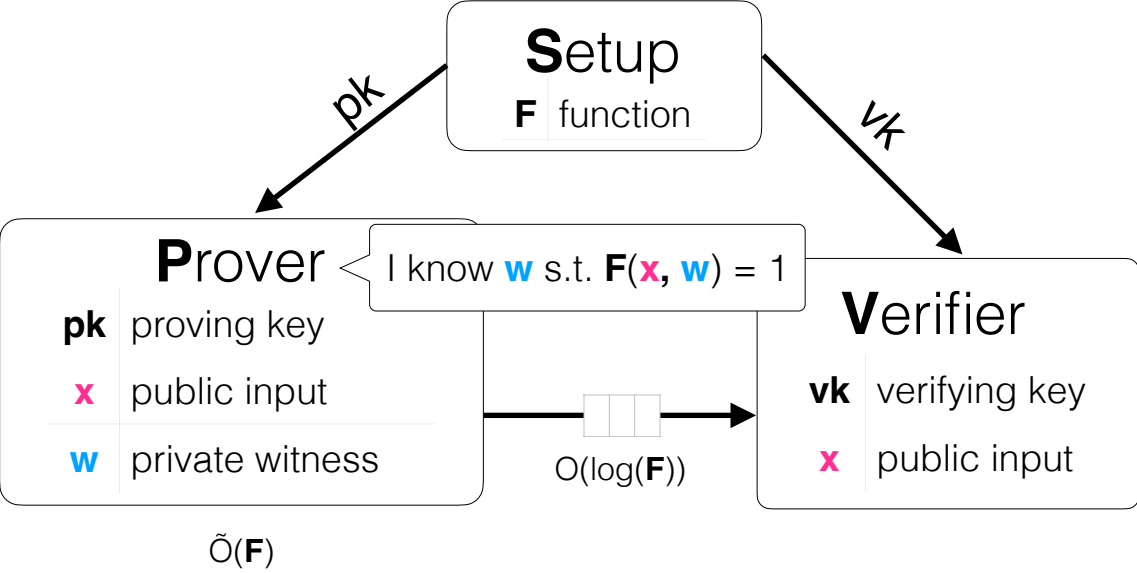 Setup
F function
pk
vk
Prover
I know w s.t. F(x, w) = 1
pk proving key
x public input
w private witness
Õ(F)
O(log(F))
Verifier
vk verifying key
x public input